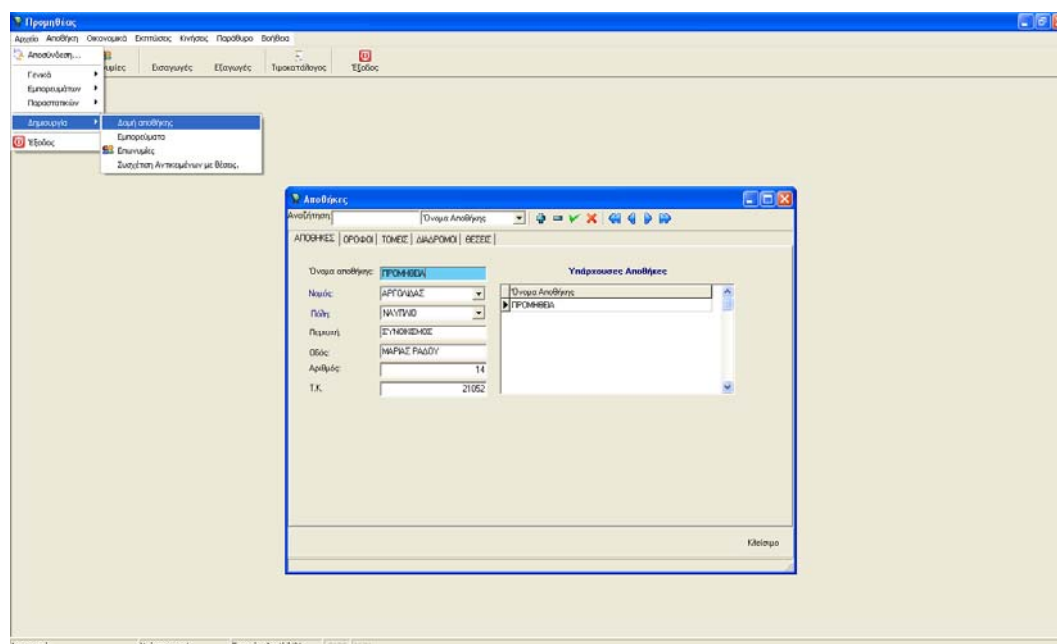 Προμηθέας
Αρχείο Αποθήκη Οικονομικά Εκπτώσεις Κινήσεις Παράθυρο Βοήθεια
Αποσύνδεση...
Εισαγωγές Εξαγωγές Τιμοκατάλογος Έξοδος
Γενικά
Εμπορευμάτων
Παραστατικών
Δημιουργία
Δομή αποθήκης
Εμπορεύματα
Έξοδος
Επωνυμίες
Συσχέτιση Αντικειμένων με θέσεις.
Αποθήκες
Αναζήτηση: Όνομα Αποθήκης
ΑΠΟΘΗΚΕΣ ΟΡΟΦΟΙ ΤΟΜΕΙΣ ΔΙΑΔΡΟΜΟΙ ΘΕΣΕΙΣ
Όνομα αποθήκης: ΠΡΟΜΗΘΕΙΑ
Υπάρχουσες Αποθήκες
Νομός: ΑΡΓΟΛΙΔΑΣ
Όνομα Αποθήκης
ΠΡΟΜΗΘΕΙΑ
Πόλη: ΝΑΥΠΛΙΟ
Περιοχή: ΣΥΝΟΙΚΙΣΜΟΣ
Οδός: ΜΑΡΙΑΣ ΡΑΔΟΥ
Αριθμός: 14
Τ.Κ. 21052
Κλείσιμο